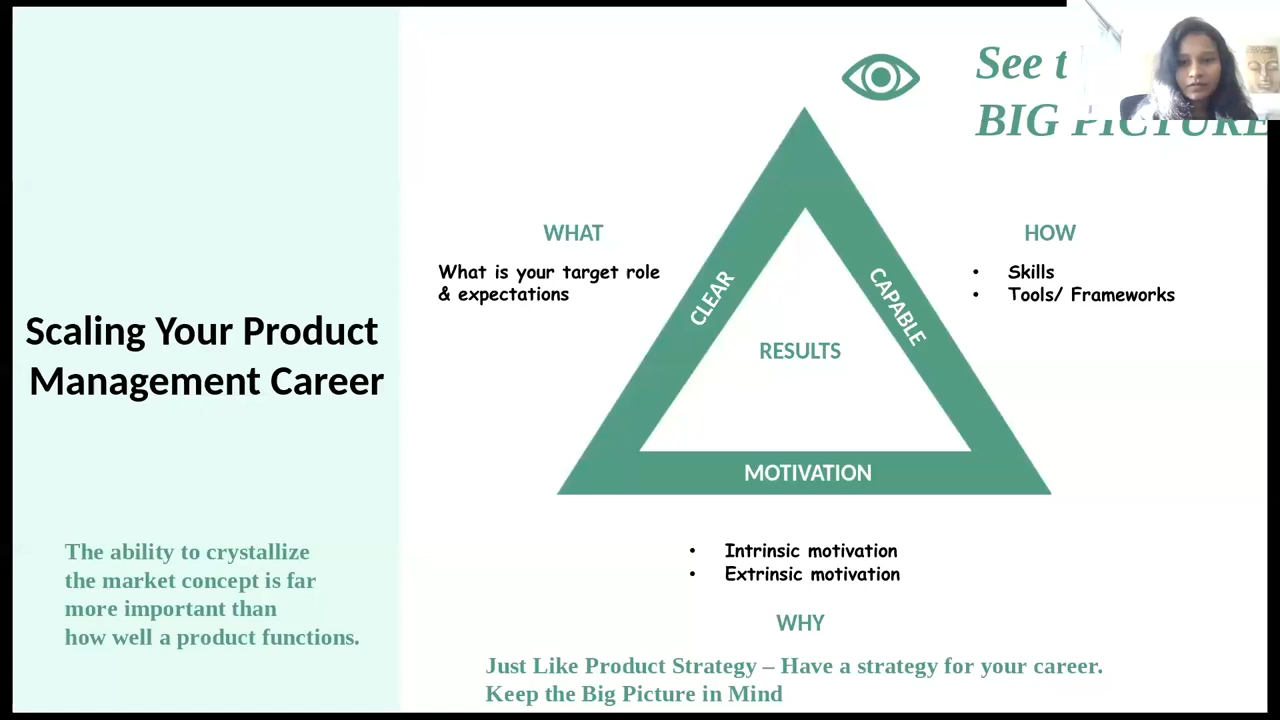 See t
BIG PICTURE
WHAT
What is your target role
& expectations
CLEAR
CAPABLE
HOW
• Skills
• Tools/ Frameworks
RESULTS
MOTIVATION
• Intrinsic motivation
• Extrinsic motivation
WHY
Just Like Product Strategy – Have a strategy for your career.
Keep the Big Picture in Mind
Scaling Your Product
Management Career
The ability to crystallize
the market concept is far
more important than
how well a product functions.